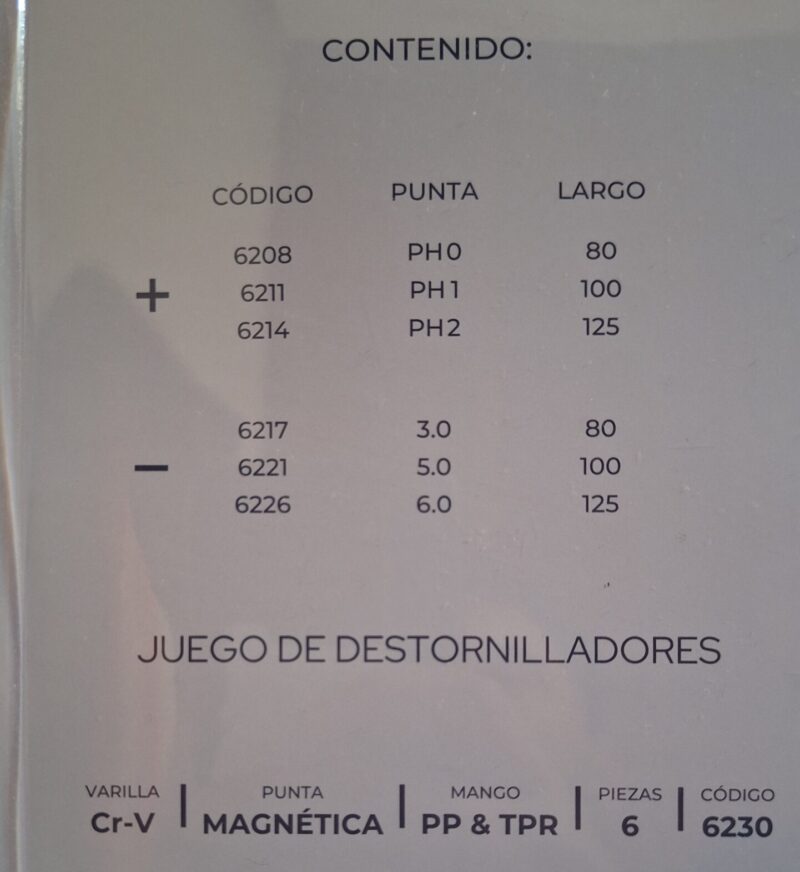 CONTENIDO:
CÓDIGO PUNTA LARGO
6208 PH0 80
+ 6211 PH1 100
6214 PH2 125
6217 3.0 80
− 6221 5.0 100
6226 6.0 125
JUEGO DE DESTORNILLADORES
VARILLA | PUNTA | MANGO | PIEZAS | CÓDIGO
Cr-V | MAGNÉTICA | PP & TPR | 6 | 6230